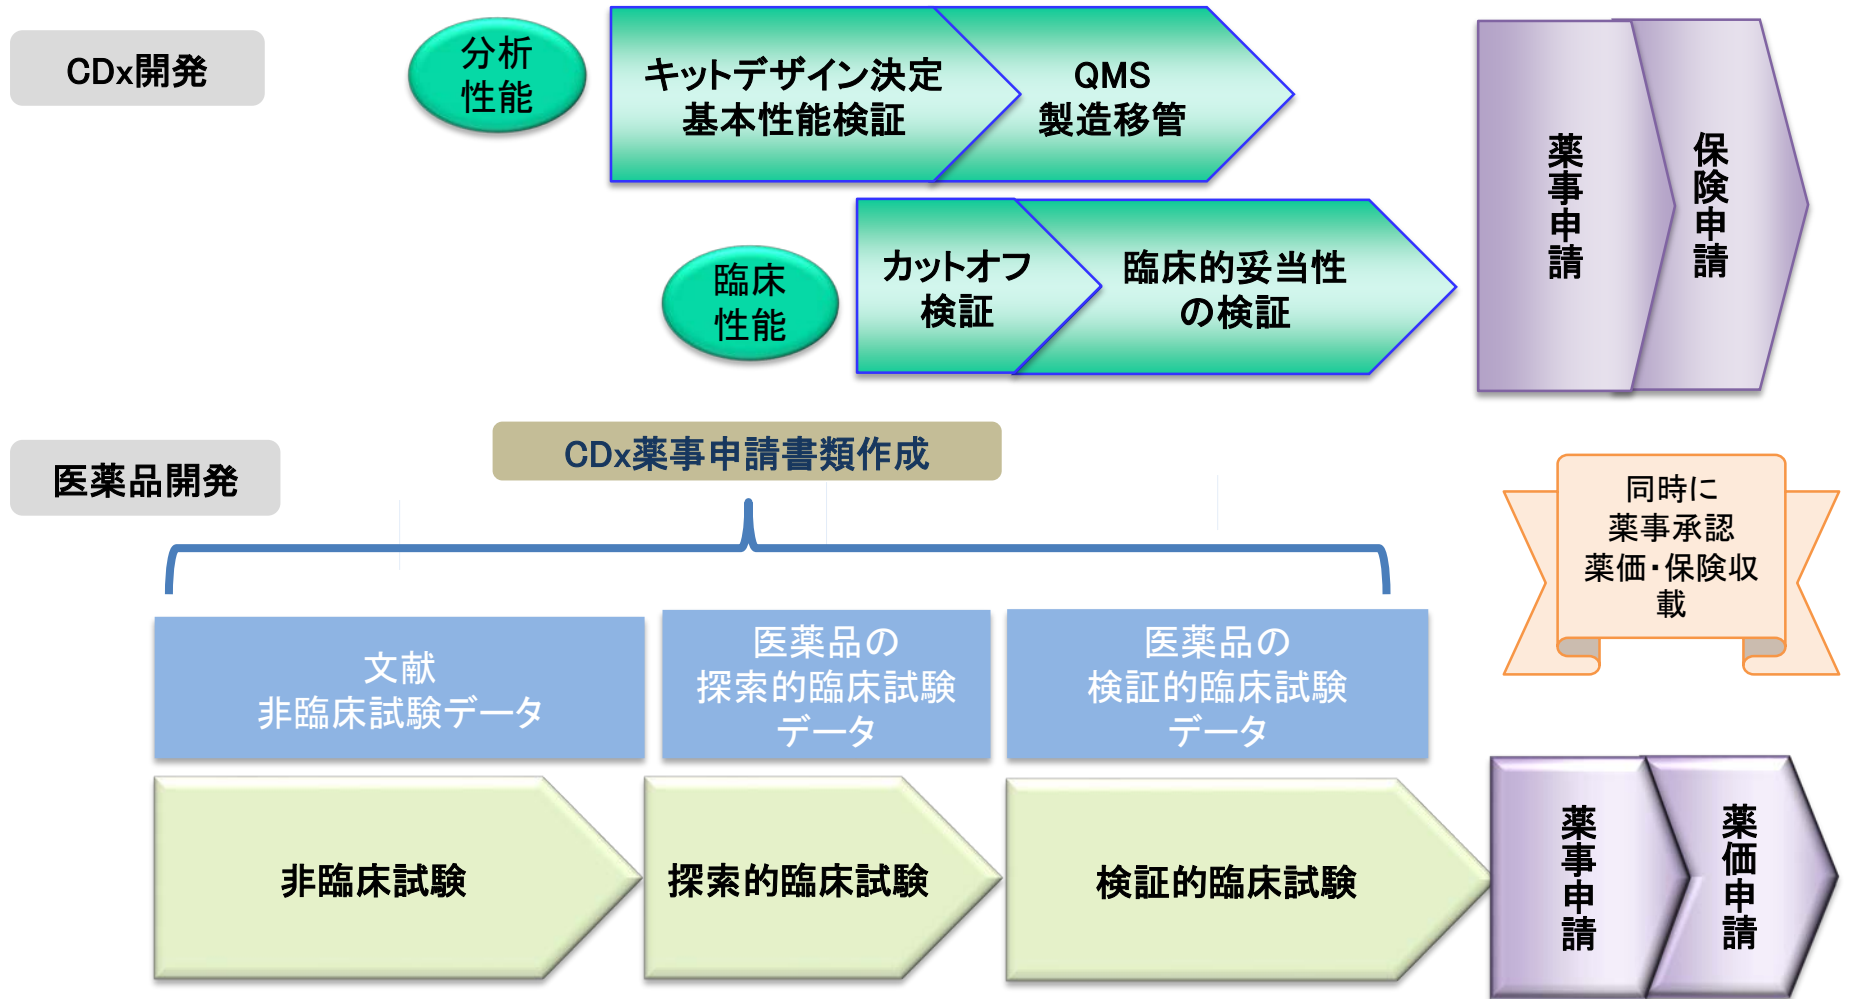 CDx開発
分析
性能
キットデザイン決定
基本性能検証
QMS
製造移管
臨床
性能
カットオフ
検証
臨床的妥当性
の検証
薬事申請
保険申請
医薬品開発
CDx薬事申請書類作成
同時に
薬事承認
薬価・保険収
載
文献
非臨床試験データ
医薬品の
探索的臨床試験
データ
医薬品の
検証的臨床試験
データ
非臨床試験
探索的臨床試験
検証的臨床試験
薬事申請
薬価申請